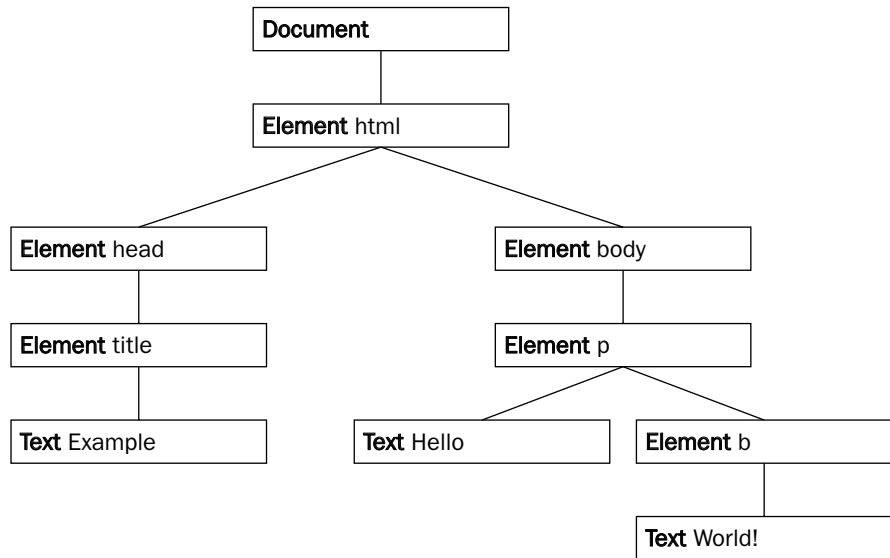 Document
Element html
Element head
Element body
Element title
Element p
Text Example
Text Hello
Element b
Text World!